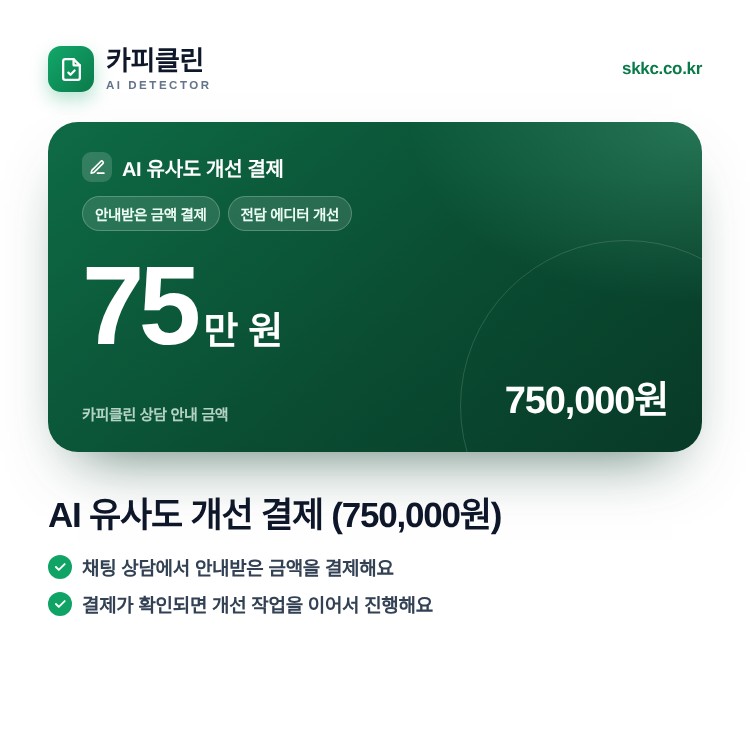 카피클린
AI DETECTOR
skkc.co.kr
AI 유사도 개선 결제
안내받은 금액 결제
전담 에디터 개선
75만 원
카피클린 상담 안내 금액
750,000원
AI 유사도 개선 결제 (750,000원)
채팅 상담에서 안내받은 금액을 결제해요
결제가 확인되면 개선 작업을 이어서 진행해요